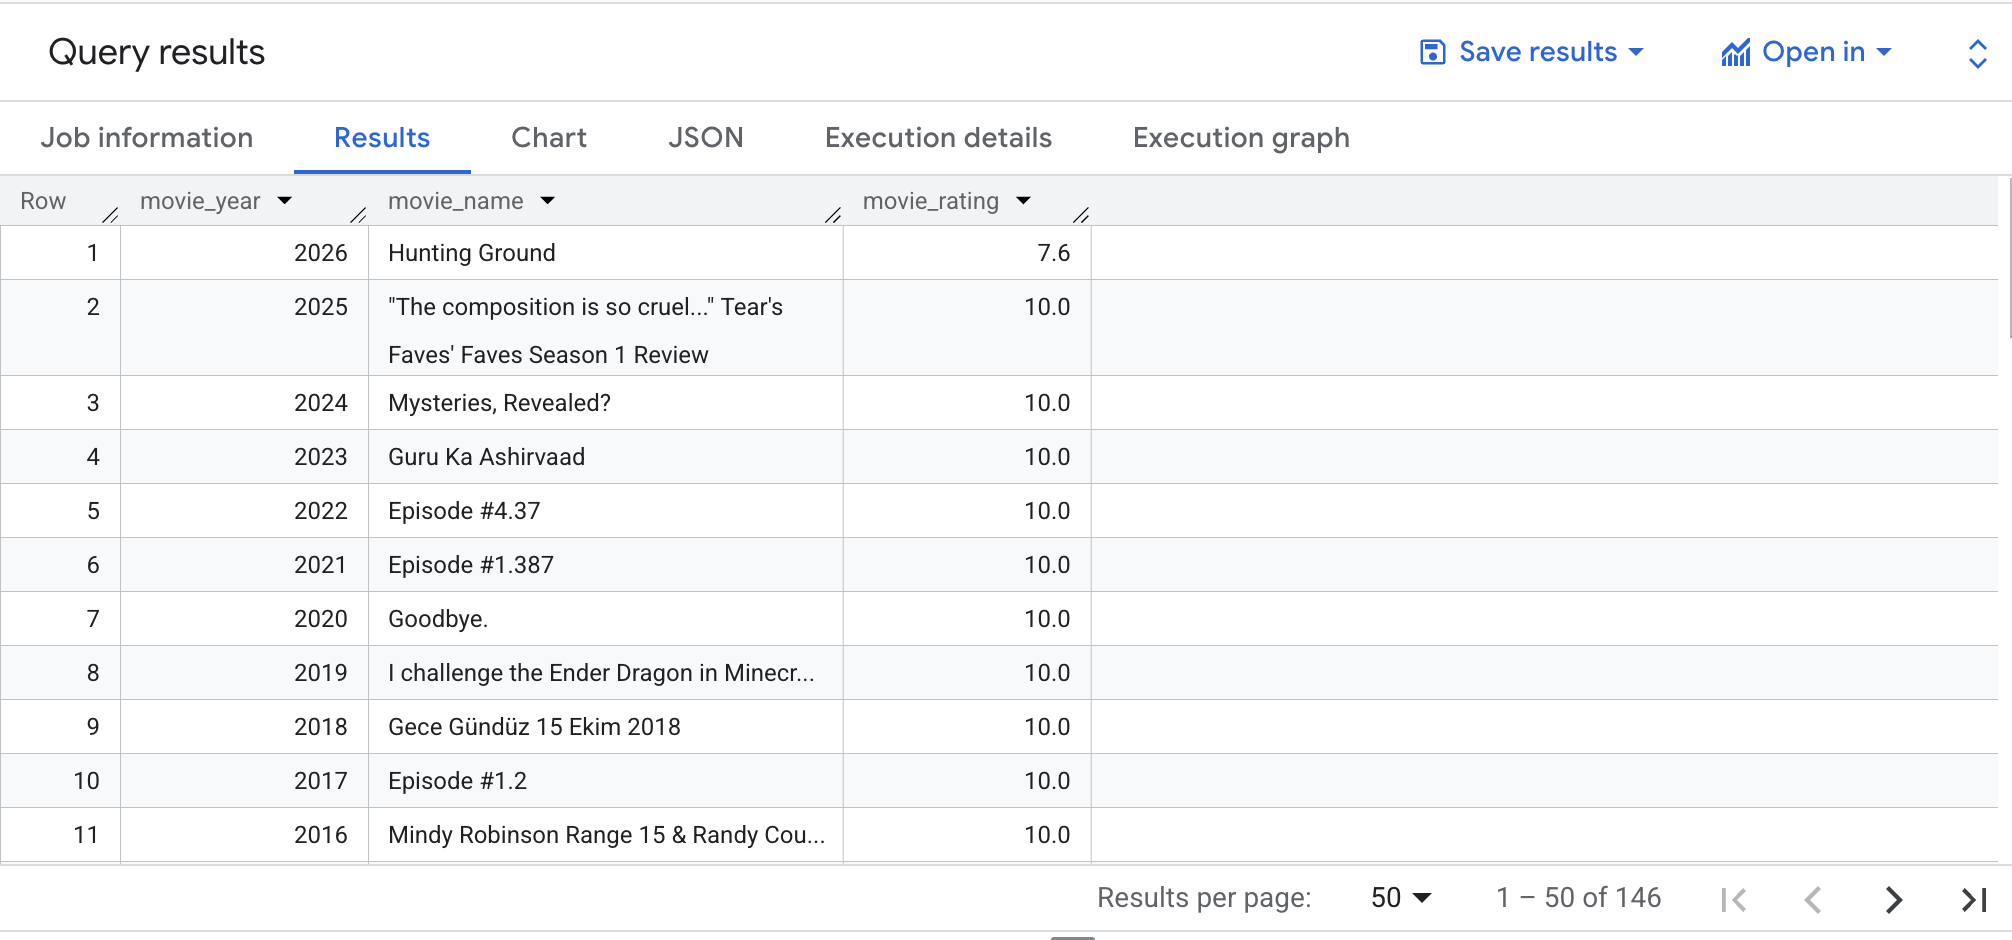 Query results
Save results
Open in
Job information
Results
Chart
JSON
Execution details
Execution graph
Row movie_year movie_name movie_rating
1 2026 Hunting Ground 7.6
2 2025 "The composition is so cruel..." Tear's 10.0
Faves' Faves Season 1 Review
3 2024 Mysteries, Revealed? 10.0
4 2023 Guru Ka Ashirvaad 10.0
5 2022 Episode #4.37 10.0
6 2021 Episode #1.387 10.0
7 2020 Goodbye. 10.0
8 2019 I challenge the Ender Dragon in Minecr... 10.0
9 2018 Gece Gündüz 15 Ekim 2018 10.0
10 2017 Episode #1.2 10.0
11 2016 Mindy Robinson Range 15 & Randy Cou... 10.0
Results per page: 50 1 – 50 of 146